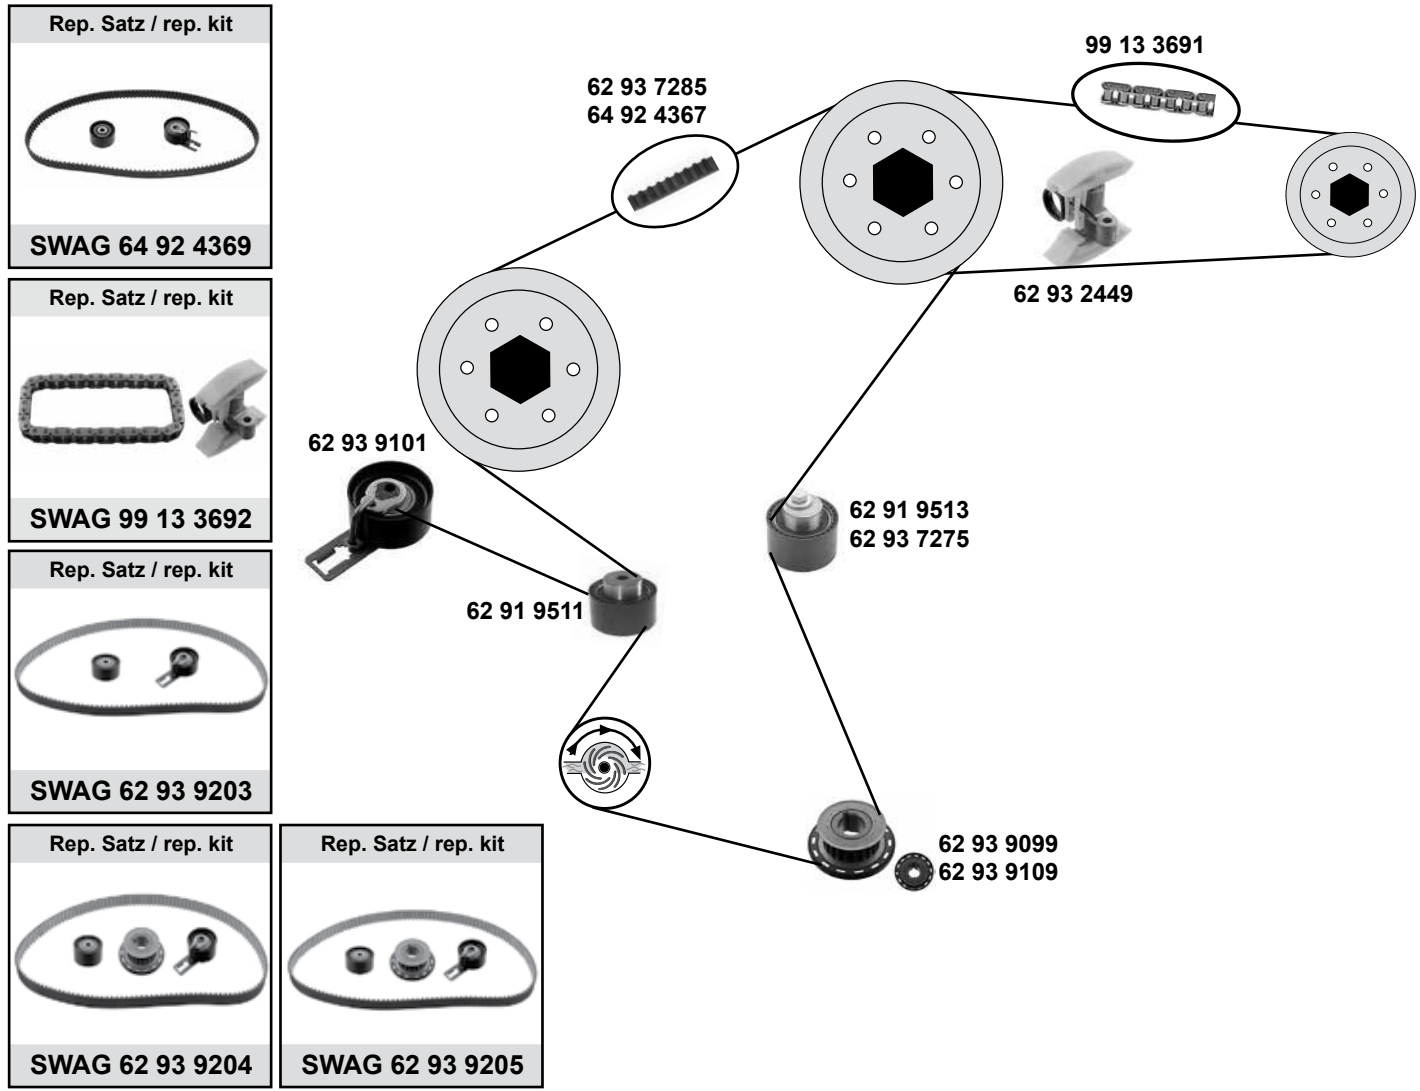 Rep. Satz / rep. kit
SWAG 64 92 4369
Rep. Satz / rep. kit
SWAG 99 13 3692
Rep. Satz / rep. kit
SWAG 62 93 9203
Rep. Satz / rep. kit
SWAG 62 93 9204
Rep. Satz / rep. kit
SWAG 62 93 9205
99 13 3691
62 93 7285
64 92 4367
62 93 2449
62 93 9101
62 91 9513
62 93 7275
62 91 9511
62 93 9099
62 93 9109